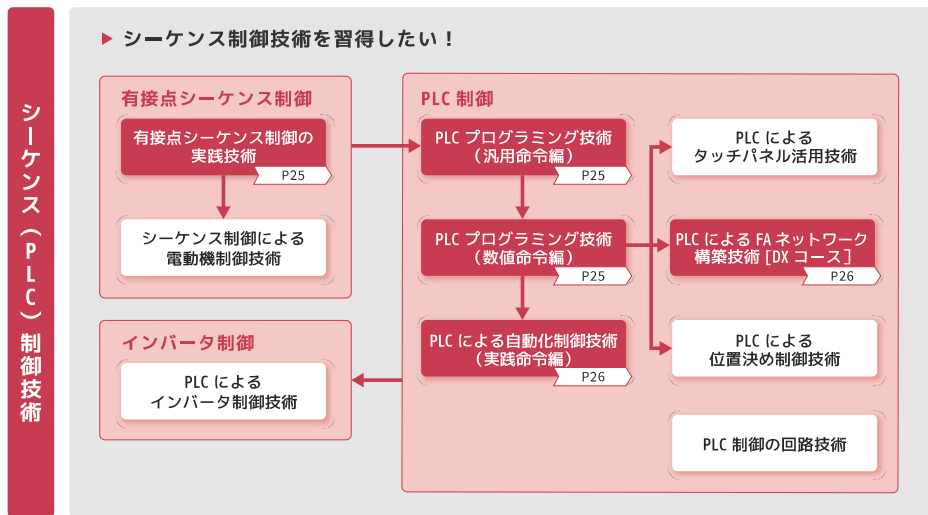 シーケンス(PLC)制御技術
シーケンス制御技術を習得したい!
有接点シーケンス制御
有接点シーケンス制御の
実践技術
P25
シーケンス制御による
電動機制御技術
インバータ制御
PLC による
インバータ制御技術
PLC 制御
PLC プログラミング技術
(汎用命令編)
P25
PLC プログラミング技術
(数値命令編)
P25
PLC による自動化制御技術
(実践命令編)
P26
PLC による
タッチパネル活用技術
PLC による FA ネットワーク
構築技術[DX コース]
P26
PLC による
位置決め制御技術
PLC 制御の回路技術